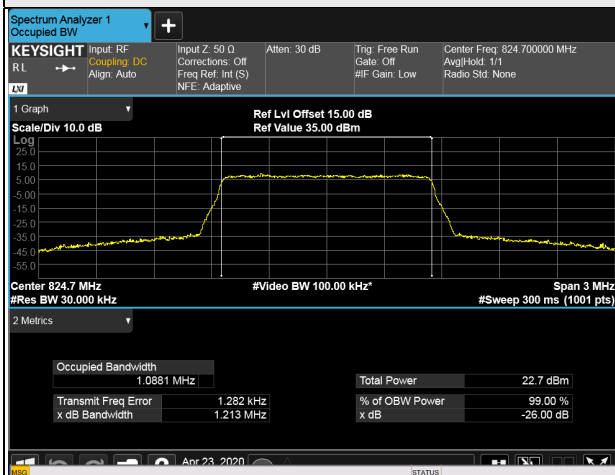 Spectrum Analyzer 1
Occupied BW
KEYSIGHT
RL
LXI
Input: RF
Coupling: DC
Align: Auto
Input Z: 50 Ω
Corrections: Off
Freq Ref: Int (S)
NFE: Adaptive
Atten: 30 dB
Trig: Free Run
Gate: Off
#IF Gain: Low
Center Freq: 824.700000 MHz
Avg|Hold: 1/1
Radio Std: None
1 Graph
Scale/Div 10.0 dB
Ref Lvl Offset 15.00 dB
Ref Value 35.00 dBm
Log
25.0
15.0
5.00
-5.00
-15.0
-25.0
-35.0
-45.0
-55.0
Center 824.7 MHz
#Res BW 30.000 kHz
#Video BW 100.00 kHz*
Span 3 MHz
#Sweep 300 ms (1001 pts)
2 Metrics
Occupied Bandwidth
1.0881 MHz
Transmit Freq Error 1.282 kHz
x dB Bandwidth 1.213 MHz
Total Power 22.7 dBm
% of OBW Power 99.00 %
x dB -26.00 dB
Apr 23, 2020
MSG
STATUS